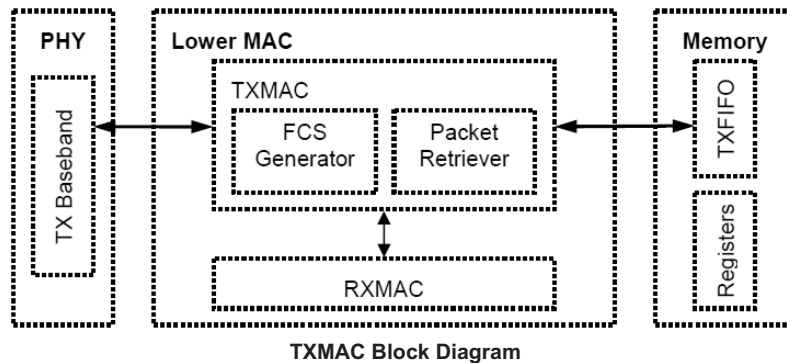 PHY
TX Baseband
Lower MAC
TXMAC
FCS
Generator
Packet
Retriever
RXMAC
Memory
TXFIFO
Registers
TXMAC Block Diagram